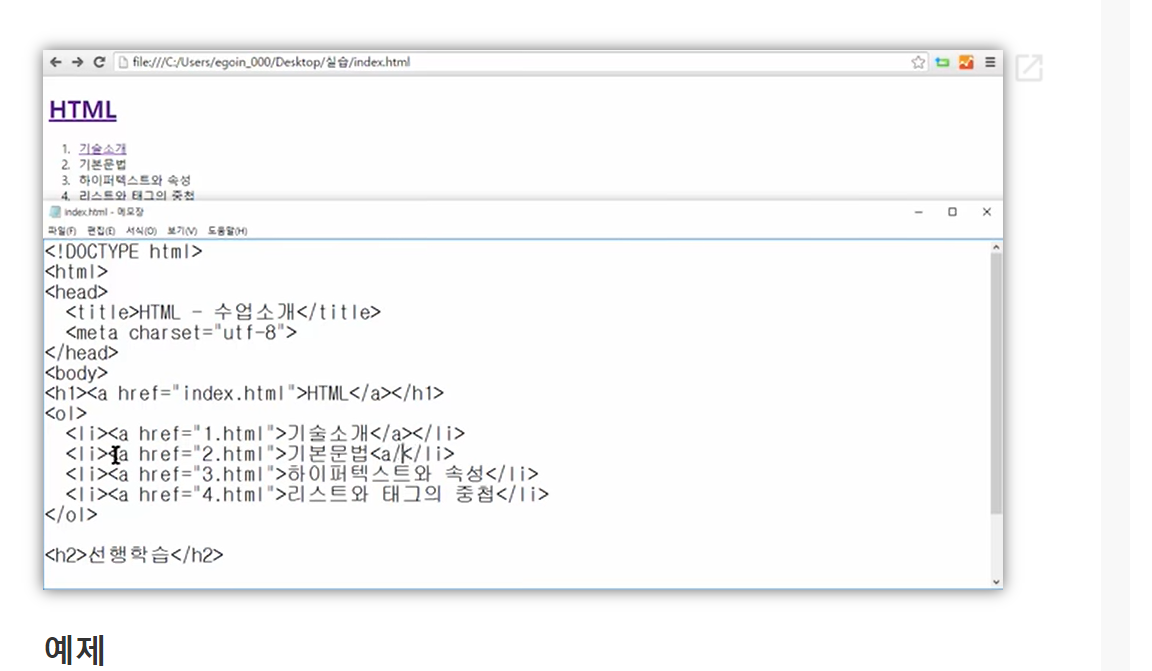 file:///C:/Users/egoin_000/Desktop/실습/index.html
HTML
1. 기술소개
2. 기본문법
3. 하이퍼텍스트와 속성
4. 리스트와 태그의 중첩
index.html - 메모장
파일(F) 편집(E) 서식(O) 보기(V) 도움말(H)
<!DOCTYPE html>
<html>
<head>
<title>HTML - 수업소개</title>
<meta charset="utf-8">
</head>
<body>
<h1><a href="index.html">HTML</a></h1>
<ol>
<li><a href="1.html">기술소개</a></li>
<li><a href="2.html">기본문법<a/</li>
<li><a href="3.html">하이퍼텍스트와 속성</li>
<li><a href="4.html">리스트와 태그의 중첩</li>
</ol>
<h2>선행학습</h2>
예제